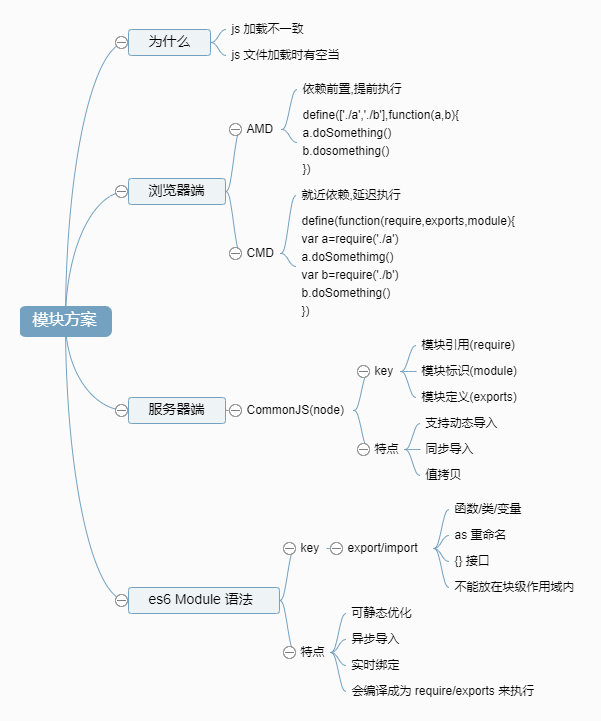 模块方案
为什么
js 加载不一致
js 文件加载时有空当
浏览器端
AMD
依赖前置,提前执行
define(['./a','./b'],function(a,b){
a.doSomething()
b.dosomething()
})
CMD
就近依赖,延迟执行
define(function(require,exports,module){
var a=require('./a')
a.doSomethimg()
var b=require('./b')
b.doSomething()
})
服务器端
CommonJS(node)
key
模块引用(require)
模块标识(module)
模块定义(exports)
特点
支持动态导入
同步导入
值拷贝
es6 Module 语法
key
export/import
函数/类/变量
as 重命名
{} 接口
不能放在块级作用域内
特点
可静态优化
异步导入
实时绑定
会编译成为 require/exports 来执行